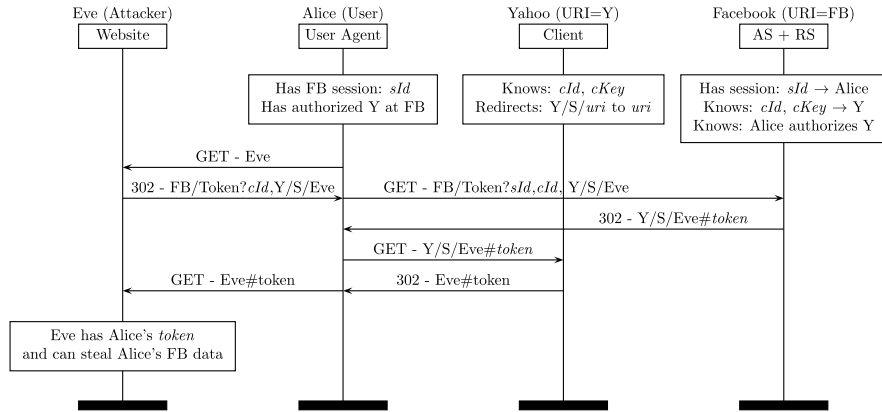 Eve (Attacker)
Website
Alice (User)
User Agent
Yahoo (URI=Y)
Client
Facebook (URI=FB)
AS + RS
Has FB session: sId
Has authorized Y at FB
Knows: cId, cKey
Redirects: Y/S/uri to uri
Has session: sId → Alice
Knows: cId, cKey → Y
Knows: Alice authorizes Y
GET - Eve
302 - FB/Token?cId,Y/S/Eve
GET - FB/Token?sId,cId, Y/S/Eve
302 - Y/S/Eve#token
GET - Y/S/Eve#token
GET - Eve#token
302 - Eve#token
Eve has Alice's token
and can steal Alice's FB data